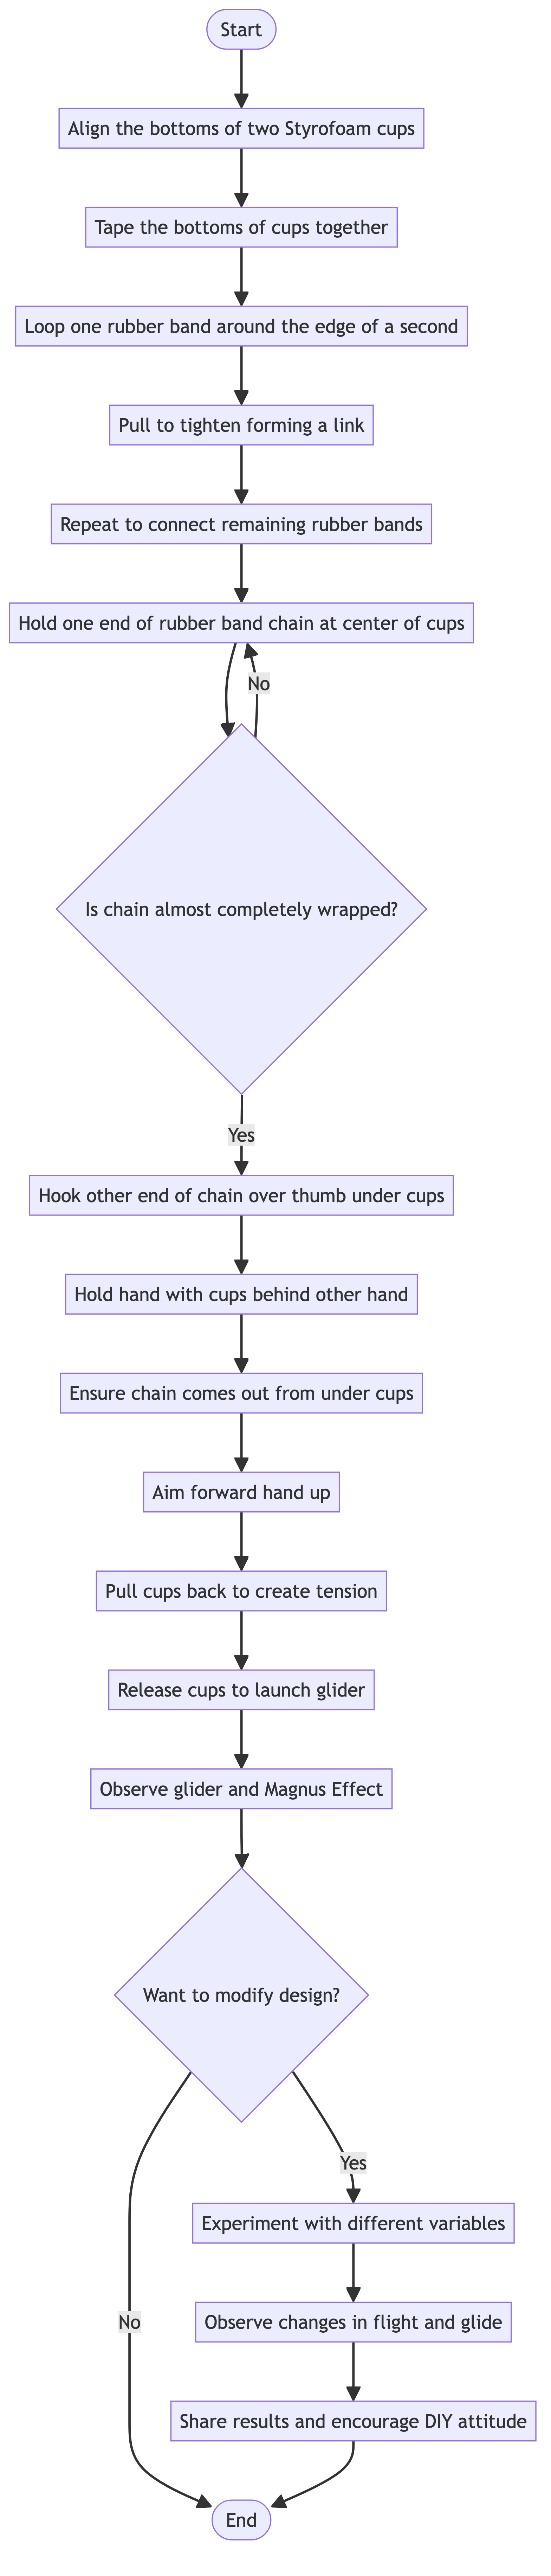 Start
Align the bottoms of two Styrofoam cups
Tape the bottoms of cups together
Loop one rubber band around the edge of a second
Pull to tighten forming a link
Repeat to connect remaining rubber bands
Hold one end of rubber band chain at center of cups
No
Is chain almost completely wrapped?
Yes
Hook other end of chain over thumb under cups
Hold hand with cups behind other hand
Ensure chain comes out from under cups
Aim forward hand up
Pull cups back to create tension
Release cups to launch glider
Observe glider and Magnus Effect
Want to modify design?
Yes
Experiment with different variables
No
Observe changes in flight and glide
Share results and encourage DIY attitude
End